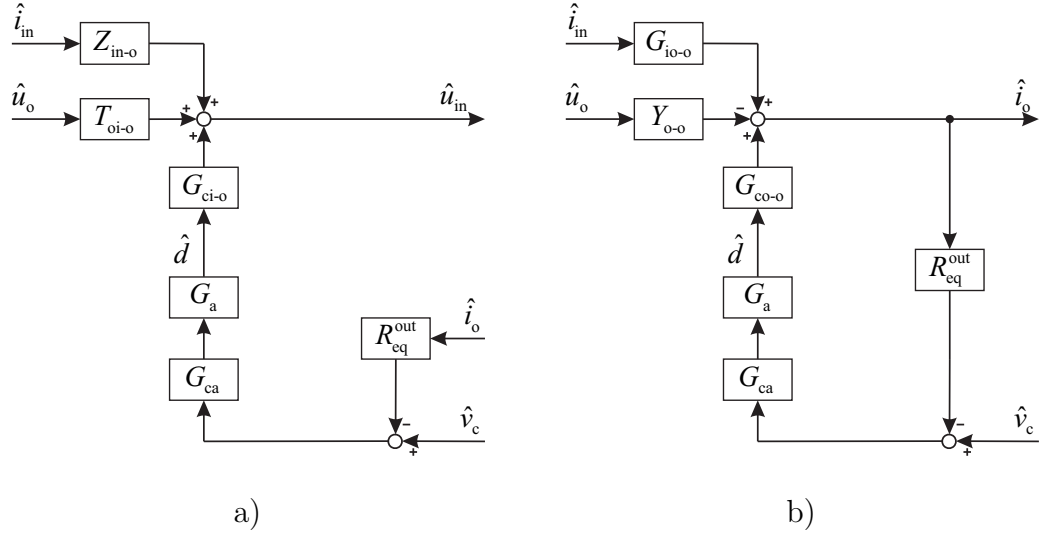 î_in
Z_in-o
û_o
T_oi-o
û_in
+
+
+
G_ci-o
d̂
G_a
R_eq^out
î_o
G_ca
v̂_c
-
+
a)
î_in
G_io-o
û_o
Y_o-o
î_o
-
+
+
G_co-o
d̂
R_eq^out
G_a
G_ca
v̂_c
-
+
b)